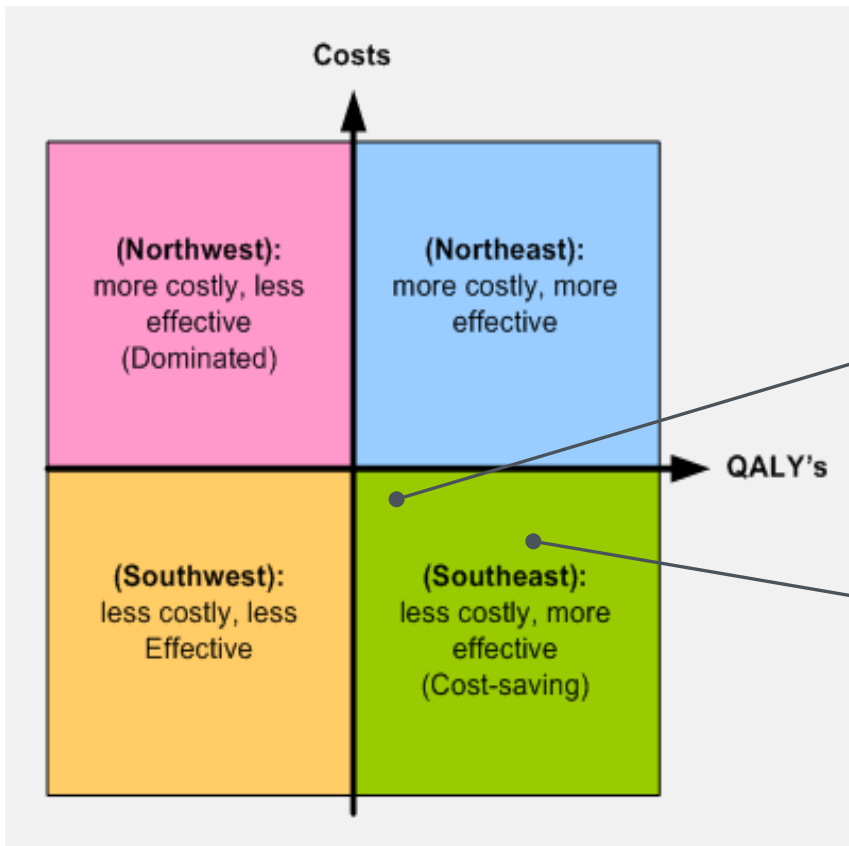 Costs
(Northwest):
more costly, less
effective
(Dominated)
(Northeast):
more costly, more
effective
QALY's
(Southwest):
less costly, less
Effective
(Southeast):
less costly, more
effective
(Cost-saving)